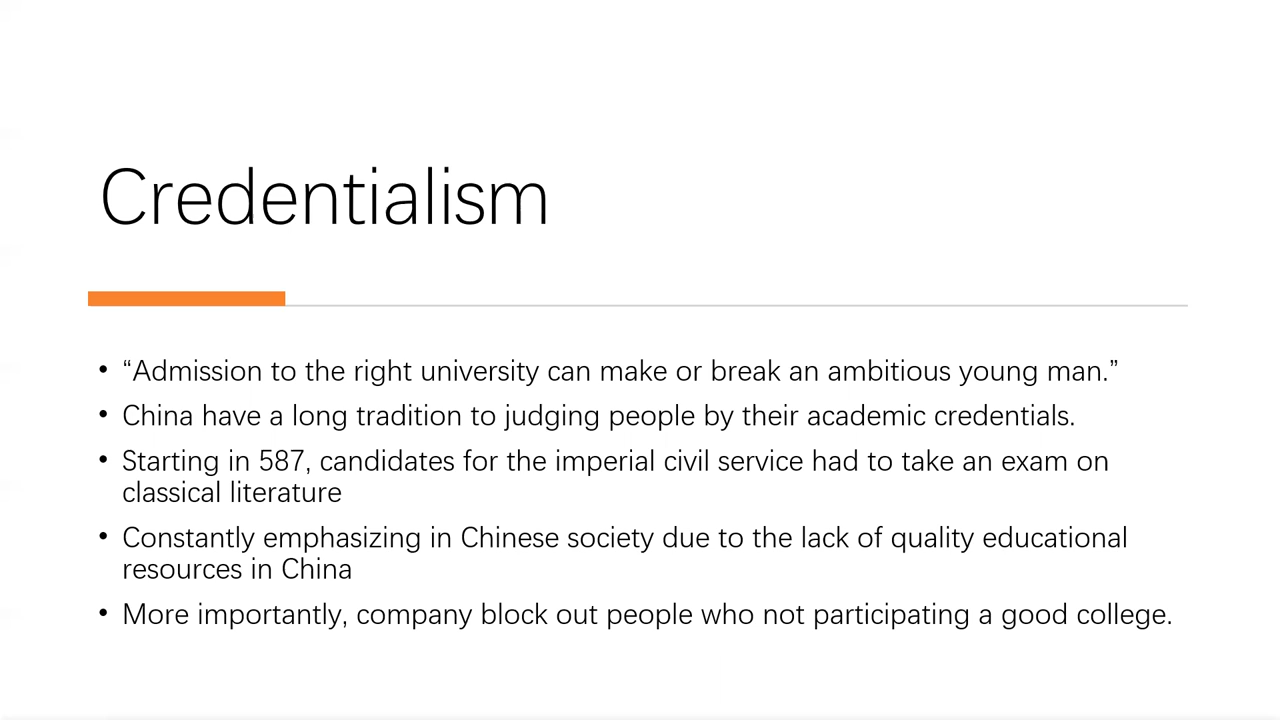 Credentialism
• “Admission to the right university can make or break an ambitious young man.”
• China have a long tradition to judging people by their academic credentials.
• Starting in 587, candidates for the imperial civil service had to take an exam on
classical literature
• Constantly emphasizing in Chinese society due to the lack of quality educational
resources in China
• More importantly, company block out people who not participating a good college.